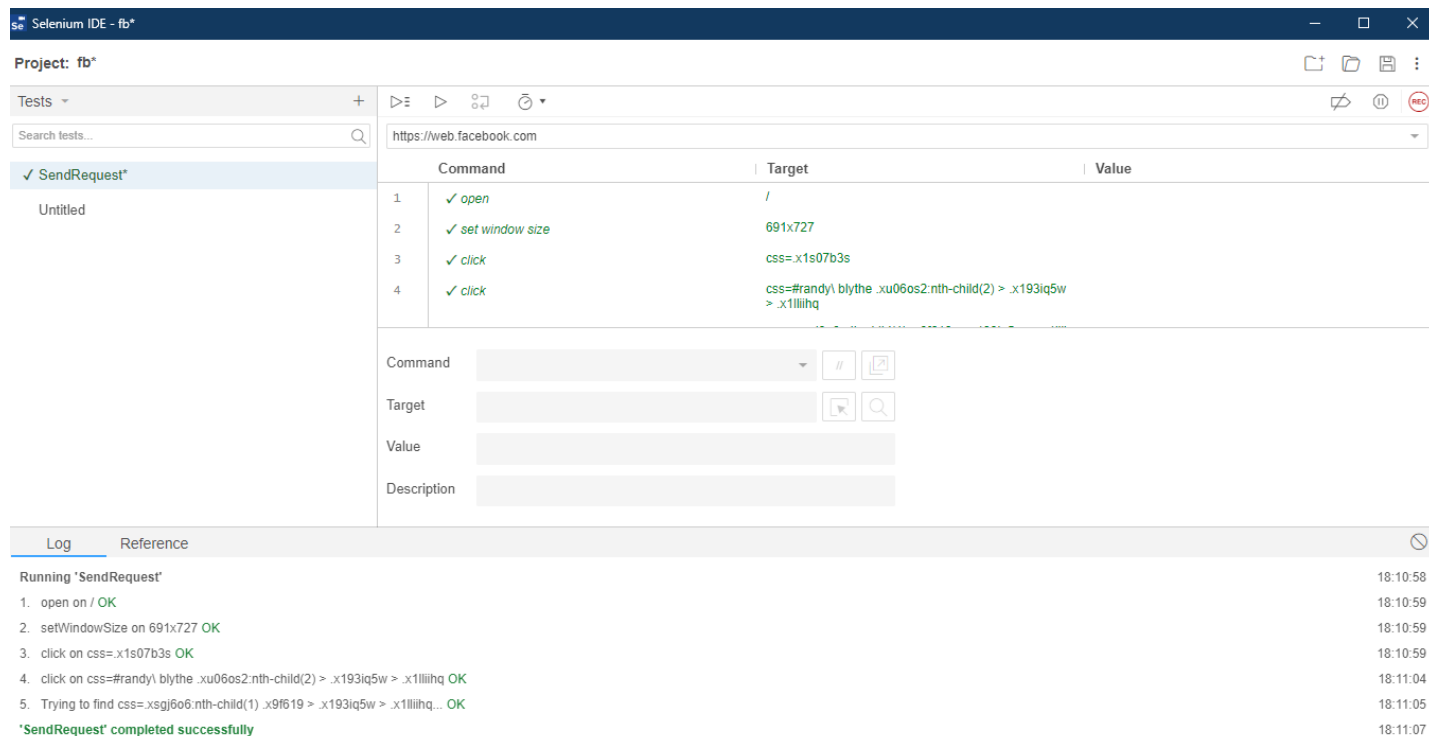 Selenium IDE - fb*
Project: fb*
Tests
Search tests...
https://web.facebook.com
✓ SendRequest*
Untitled
Command Target Value
1 ✓ open /
2 ✓ set window size 691x727
3 ✓ click css=.x1s07b3s
4 ✓ click css=#randy\ blythe .xu06os2:nth-child(2) > .x193iq5w
> .x1lliihq
Command
//
Target
Value
Description
Log Reference
Running 'SendRequest' 18:10:58
1. open on / OK 18:10:59
2. setWindowSize on 691x727 OK 18:10:59
3. click on css=.x1s07b3s OK 18:10:59
4. click on css=#randy\ blythe .xu06os2:nth-child(2) > .x193iq5w > .x1lliihq OK 18:11:04
5. Trying to find css=.xsgj6o6:nth-child(1) .x9f619 > .x193iq5w > .x1lliihq... OK 18:11:05
'SendRequest' completed successfully 18:11:07
REC